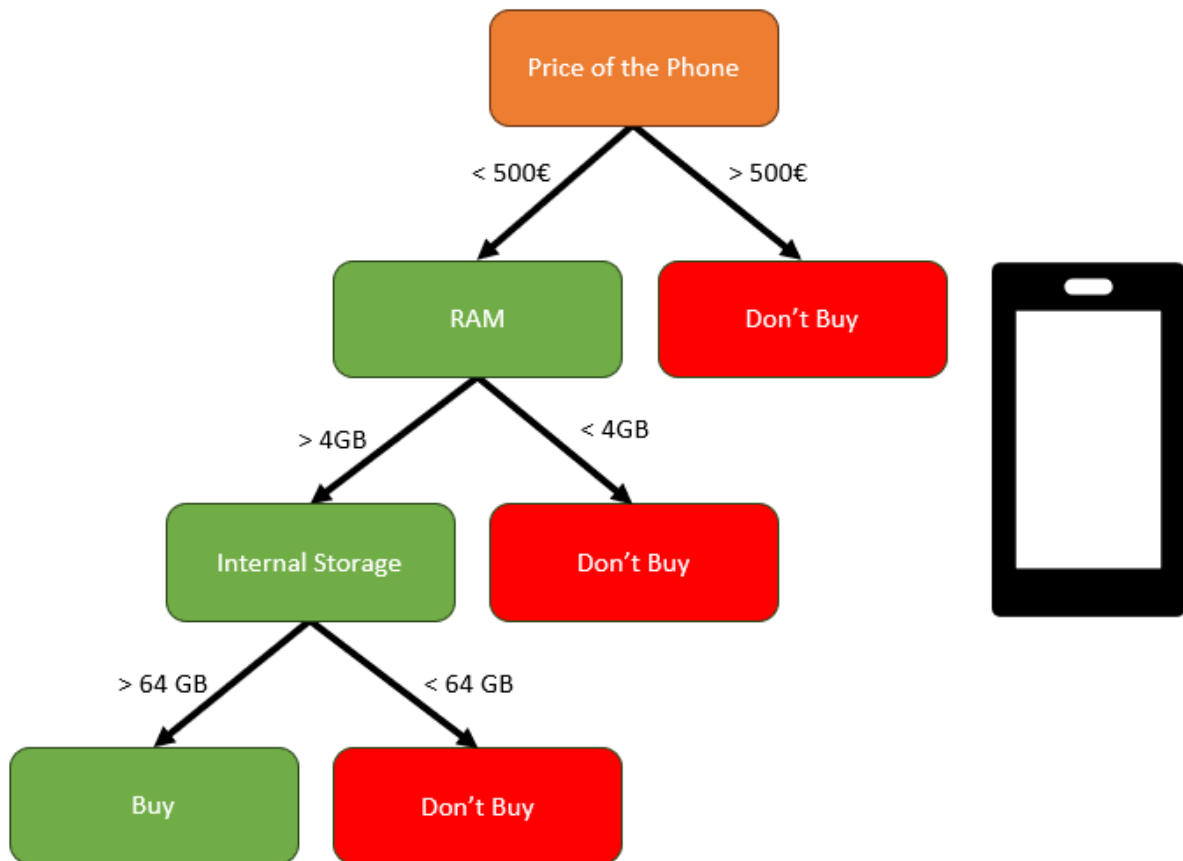 Price of the Phone
< 500€
> 500€
RAM
Don’t Buy
> 4GB
< 4GB
Internal Storage
Don’t Buy
> 64 GB
< 64 GB
Buy
Don’t Buy